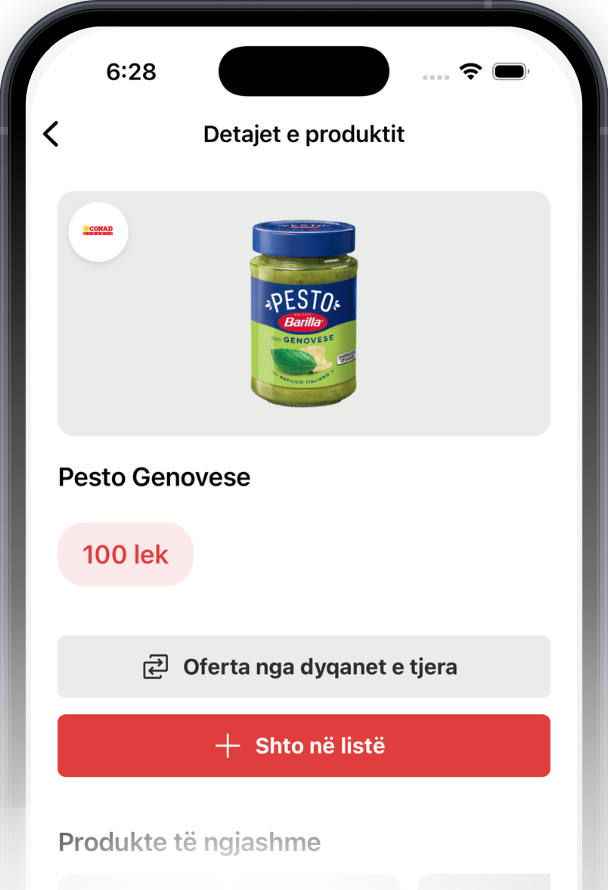 6:28
Detajet e produktit
CONAD
PESTO
Barilla
GENOVESE
BASILICO ITALIANO
Pesto Genovese
100 lek
Oferta nga dyqanet e tjera
Shto në listë
Produkte të ngjashme